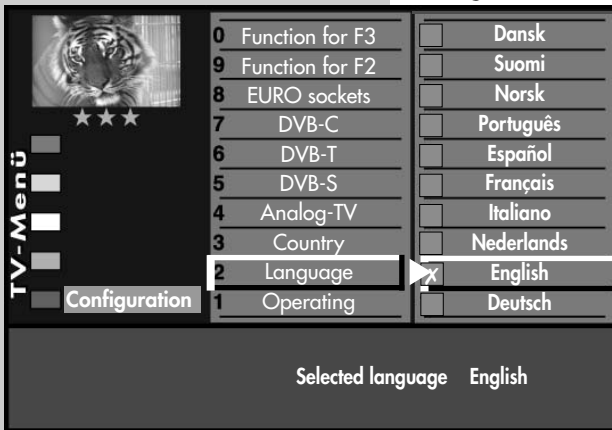 TV-Menü
Configuration
0 Function for F3
9 Function for F2
8 EURO sockets
7 DVB-C
6 DVB-T
5 DVB-S
4 Analog-TV
3 Country
2 Language
1 Operating
Dansk
Suomi
Norsk
Português
Español
Français
Italiano
Nederlands
x English
Deutsch
Selected language English